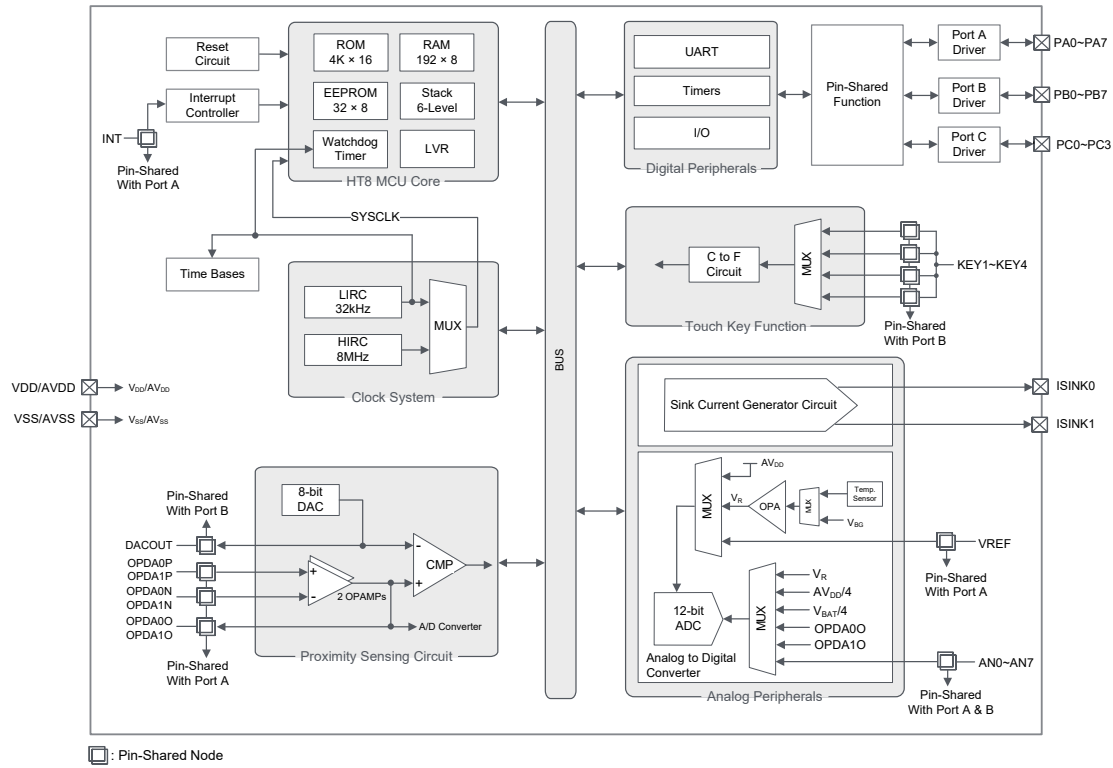 Reset
Circuit
Interrupt
Controller
INT
Pin-Shared
With Port A
ROM
4K × 16
RAM
192 × 8
EEPROM
32 × 8
Stack
6-Level
Watchdog
Timer
LVR
HT8 MCU Core
SYSCLK
Time Bases
LIRC
32kHz
HIRC
8MHz
MUX
Clock System
VDD/AVDD
VDD/AVDD
VSS/AVSS
VSS/AVSS
Pin-Shared
With Port B
DACOUT
OPDA0P
OPDA1P
OPDA0N
OPDA1N
OPDA0O
OPDA1O
Pin-Shared
With Port A
8-bit
DAC
+
-
2 OPAMPs
-
+
CMP
A/D Converter
Proximity Sensing Circuit
BUS
UART
Timers
I/O
Digital Peripherals
Pin-Shared
Function
Port A
Driver
Port B
Driver
Port C
Driver
PA0~PA7
PB0~PB7
PC0~PC3
C to F
Circuit
MUX
KEY1~KEY4
Touch Key Function
Pin-Shared
With Port B
Sink Current Generator Circuit
ISINK0
ISINK1
MUX
AVDD
VR
OPA
MUX
Temp.
Sensor
VBG
VREF
Pin-Shared
With Port A
12-bit
ADC
MUX
VR
AVDD/4
VBAT/4
OPDA0O
OPDA1O
Analog to Digital
Converter
AN0~AN7
Pin-Shared
With Port A & B
Analog Peripherals
: Pin-Shared Node